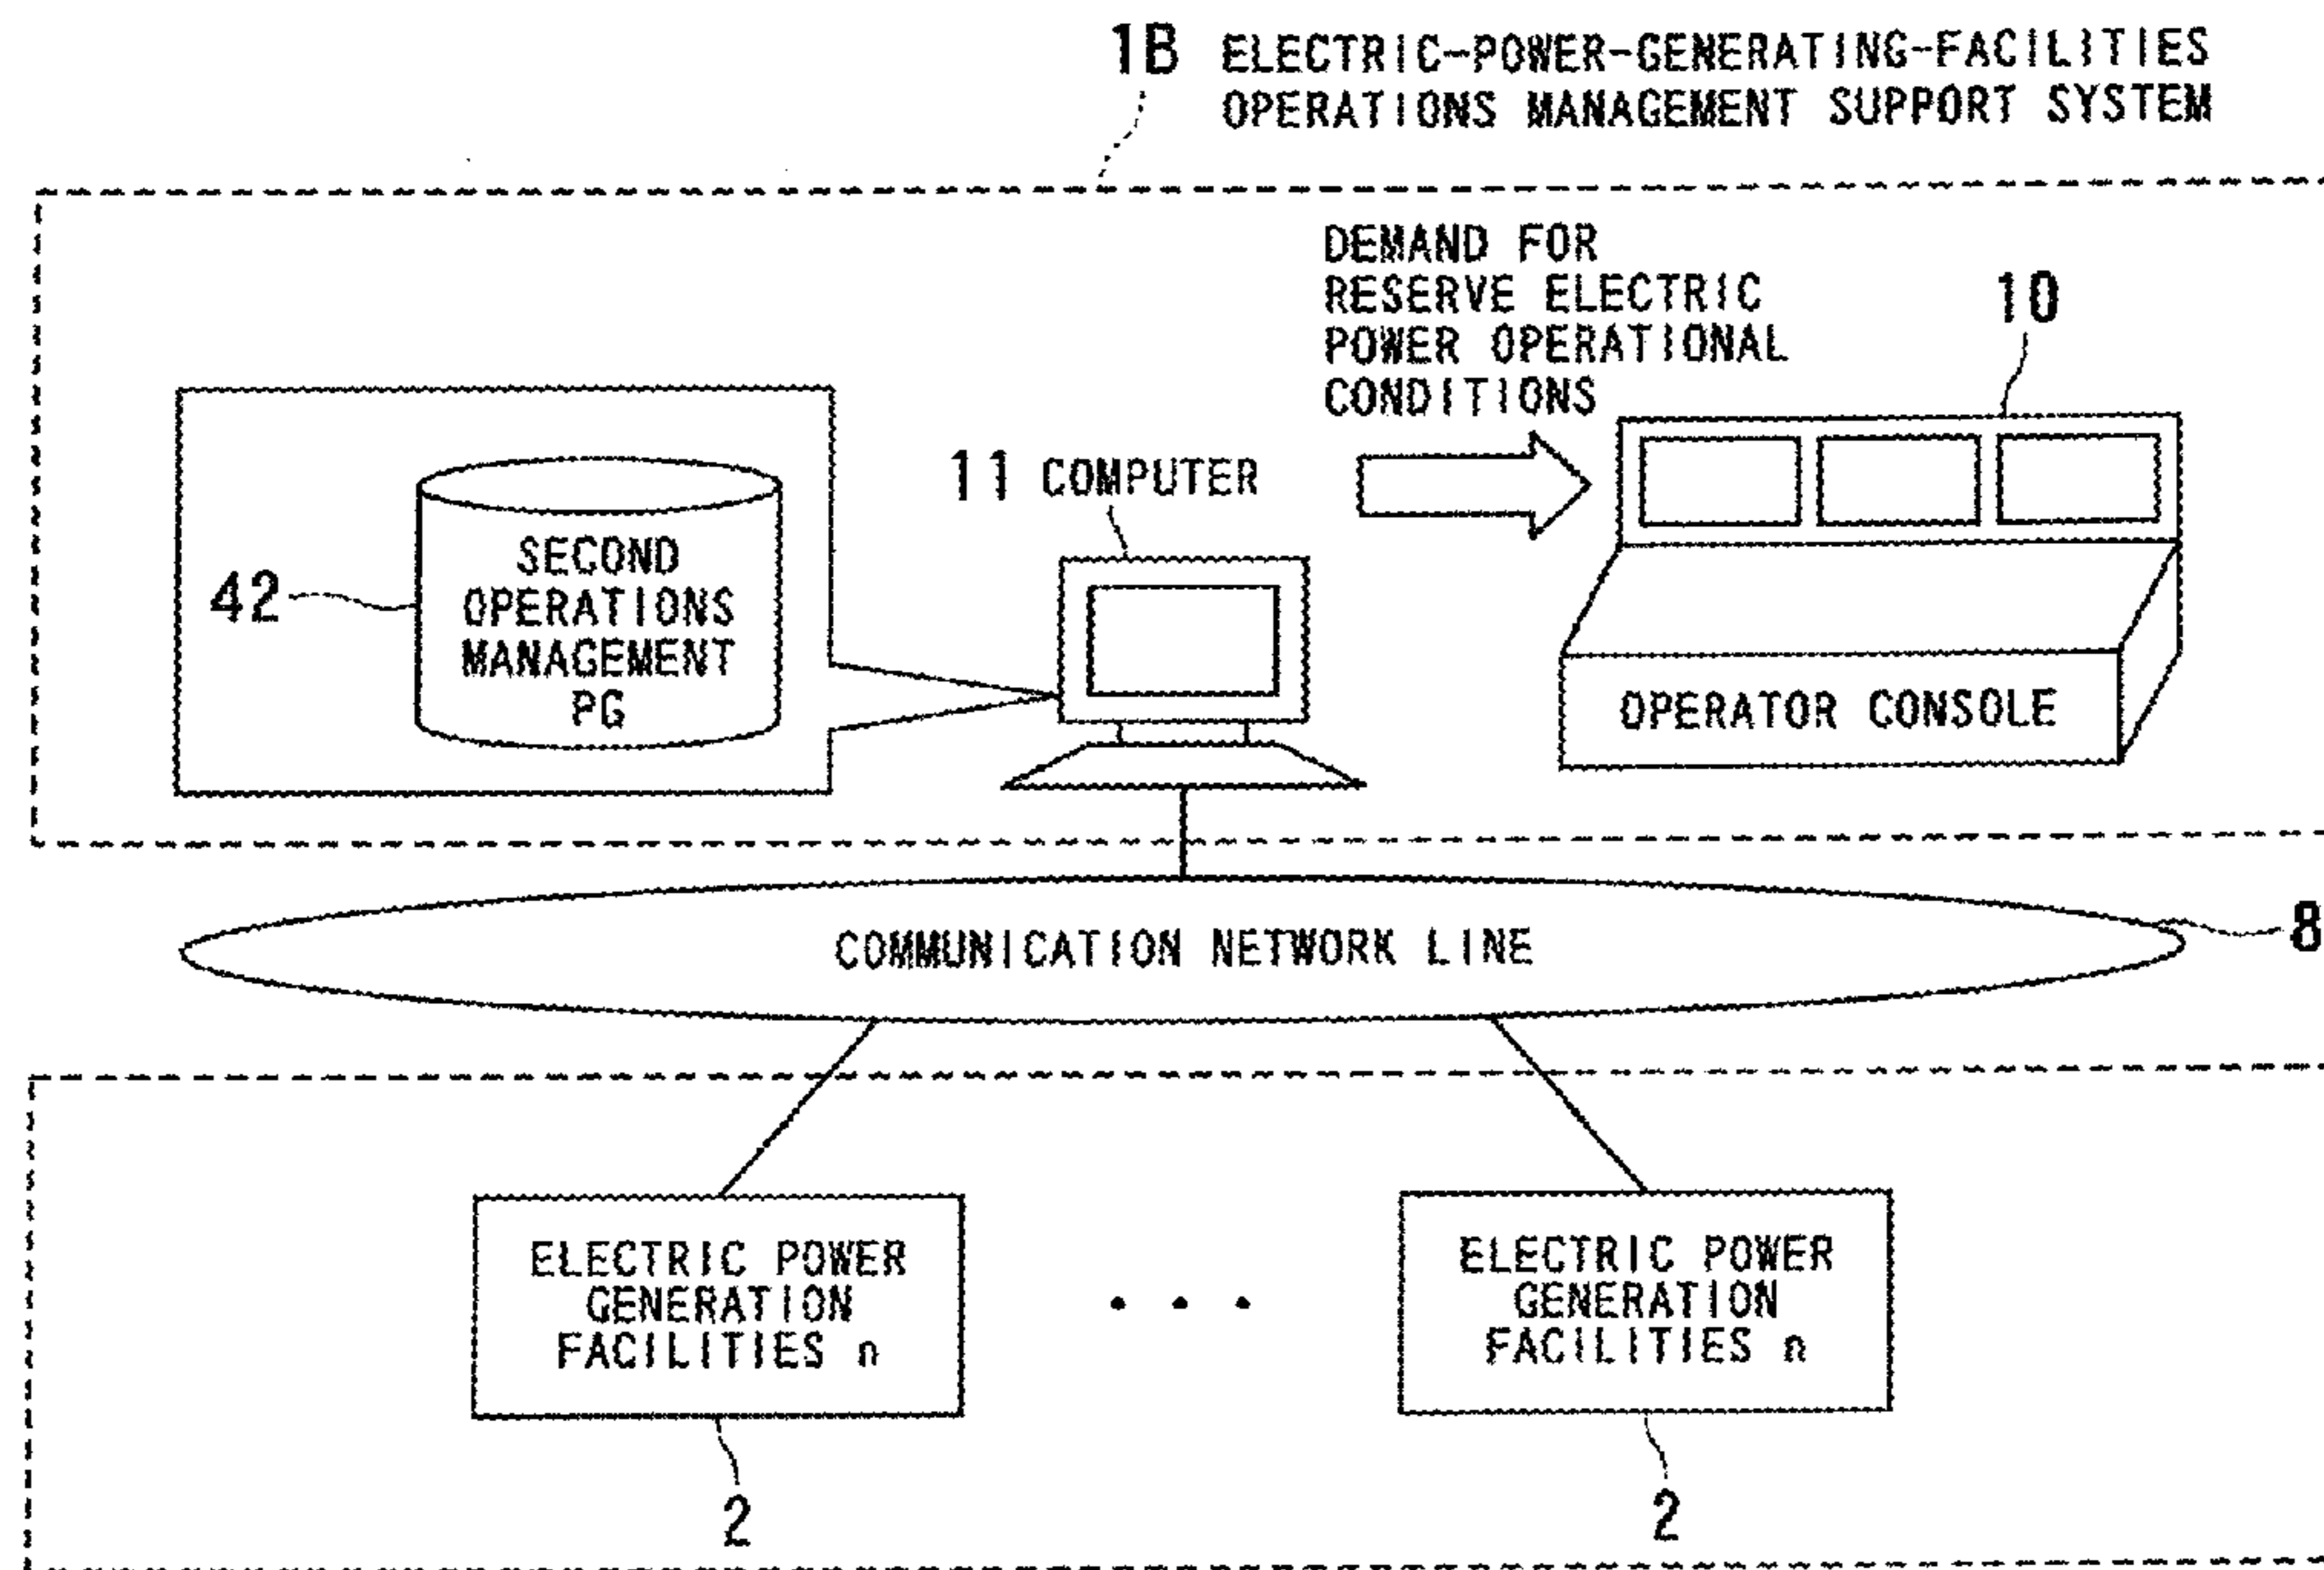 1B ELECTRIC-POWER-GENERATING-FACILITIES
OPERATIONS MANAGEMENT SUPPORT SYSTEM
DEMAND FOR
RESERVE ELECTRIC
POWER OPERATIONAL
CONDITIONS
10
11 COMPUTER
42
SECOND
OPERATIONS
MANAGEMENT
PG
OPERATOR CONSOLE
COMMUNICATION NETWORK LINE
8
ELECTRIC POWER
GENERATION
FACILITIES n
• • •
ELECTRIC POWER
GENERATION
FACILITIES n
2
2